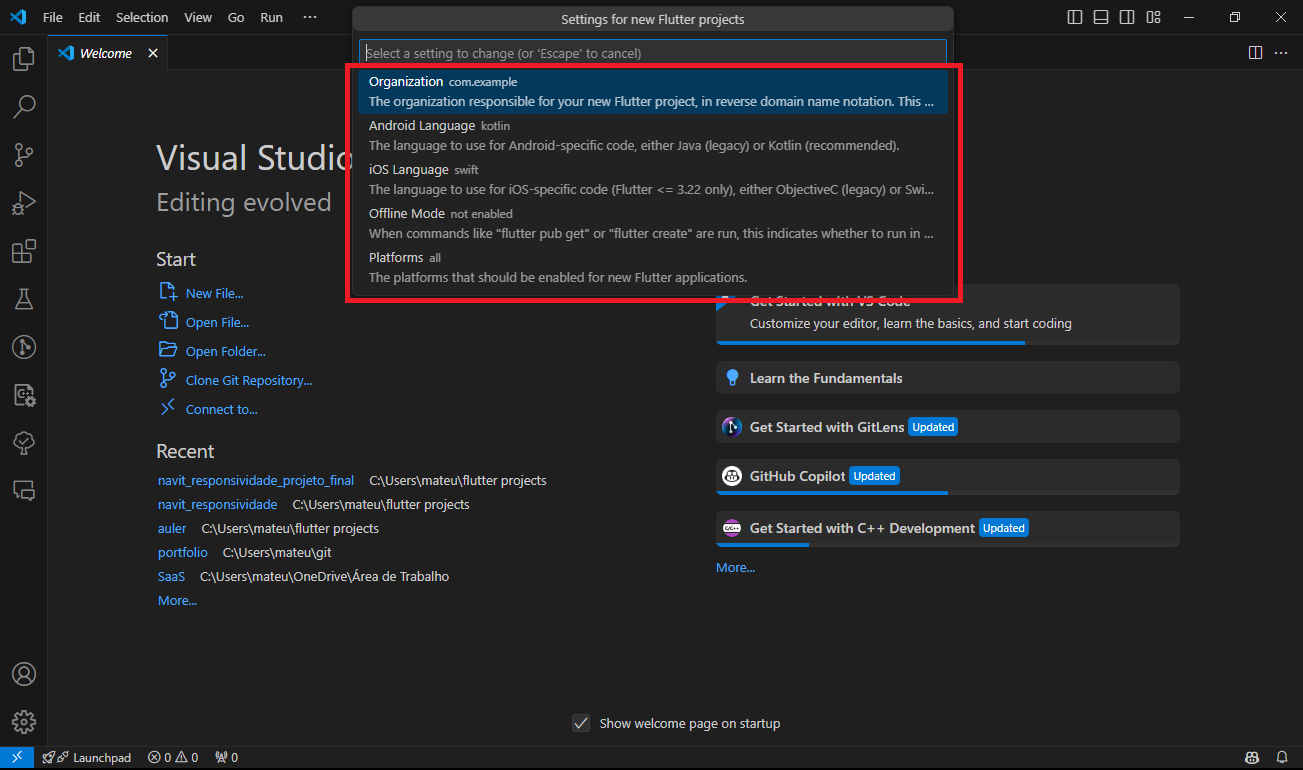 File Edit Selection View Go Run ···
Settings for new Flutter projects
Welcome
Select a setting to change (or 'Escape' to cancel)
Organization com.example
The organization responsible for your new Flutter project, in reverse domain name notation. This ...
Android Language kotlin
The language to use for Android-specific code, either Java (legacy) or Kotlin (recommended).
iOS Language swift
The language to use for iOS-specific code (Flutter <= 3.22 only), either ObjectiveC (legacy) or Swi...
Offline Mode not enabled
When commands like "flutter pub get" or "flutter create" are run, this indicates whether to run in ...
Platforms all
The platforms that should be enabled for new Flutter applications.
Visual Studio
Editing evolved
Start
New File...
Open File...
Open Folder...
Clone Git Repository...
Connect to...
Recent
navit_responsividade_projeto_final C:\Users\mateu\flutter projects
navit_responsividade C:\Users\mateu\flutter projects
auler C:\Users\mateu\flutter projects
portfolio C:\Users\mateu\git
SaaS C:\Users\mateu\OneDrive\Área de Trabalho
More...
Get Started with VS Code
Customize your editor, learn the basics, and start coding
Learn the Fundamentals
Get Started with GitLens Updated
GitHub Copilot Updated
C/C++ Get Started with C++ Development Updated
More...
Show welcome page on startup
Launchpad 0 0 0